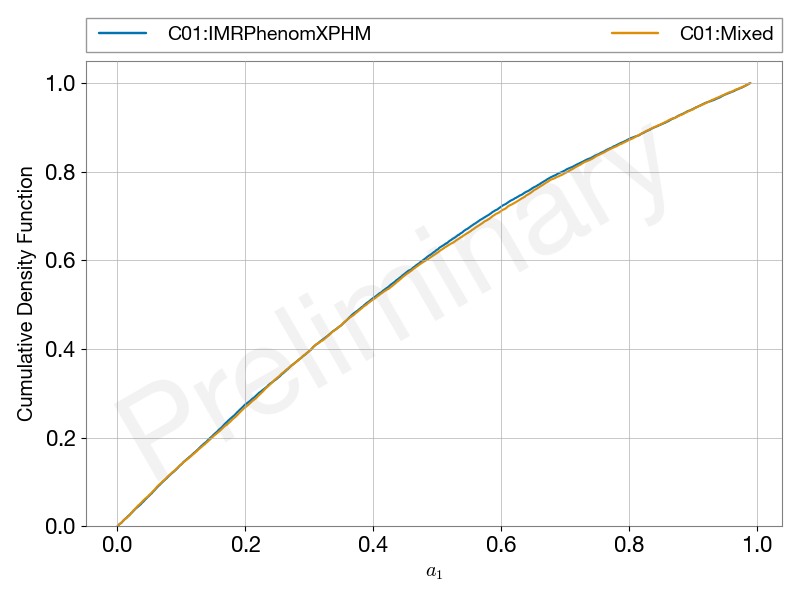 C01:IMRPhenomXPHM C01:Mixed
1.0
0.8
0.6
0.4
0.2
0.0
Cumulative Density Function
Preliminary
0.0 0.2 0.4 0.6 0.8 1.0
a₁